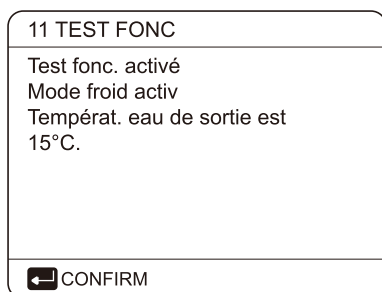 11 TEST FONC
Test fonc. activé
Mode froid activ
Températ. eau de sortie est
15°C.
CONFIRM